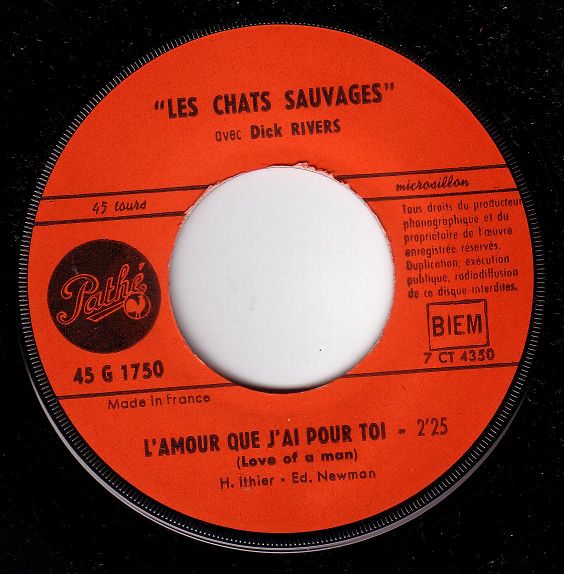 "LES CHATS SAUVAGES"
avec Dick RIVERS
45 tours
microsillon
Tous droits du producteur
phonographique et du
propriétaire de l'œuvre
enregistrée réservés.
Duplication, exécution
publique, radiodiffusion
de ce disque interdites.
Pathé
BIEM
45 G 1750
7 CT 4350
Made in France
L'AMOUR QUE J'AI POUR TOI - 2'25
(Love of a man)
H. Ithier - Ed. Newman